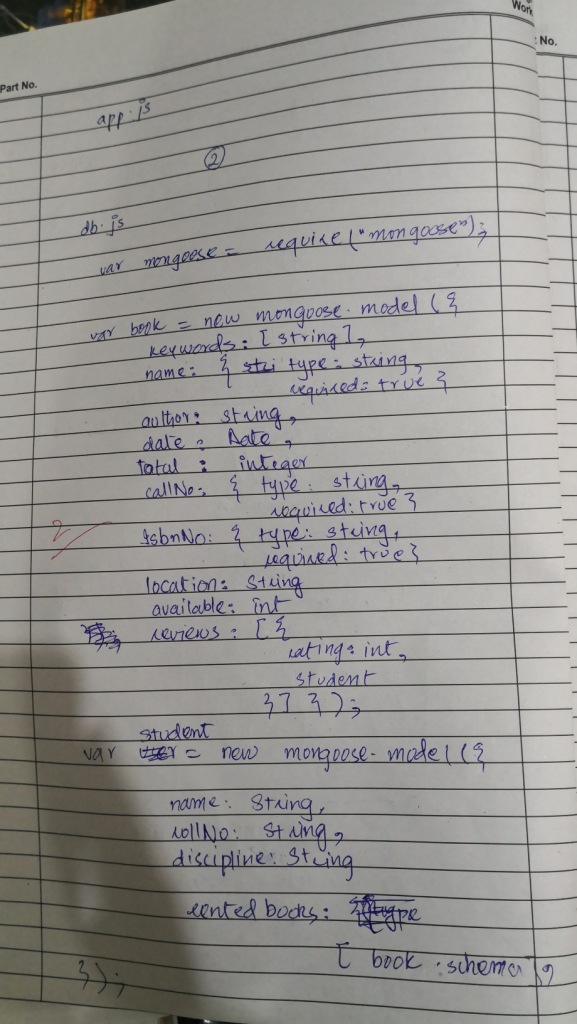 Work
No.
Part No.
app.js
②
db.js
var mongoose = require("mongoose");
var book = new mongoose.model({
keywords: [string],
name: { type: string,
required: true }
author: string,
date: Date,
total: integer
callNo: { type: string,
required: true }
2
IsbnNo: { type: string,
required: true }
location: String
available: int
reviews: [{
rating: int,
student
}] });
student
var = new mongoose.model({
name: String,
rollNo: String,
discipline: String
rented books:
[ book :schema ],
});